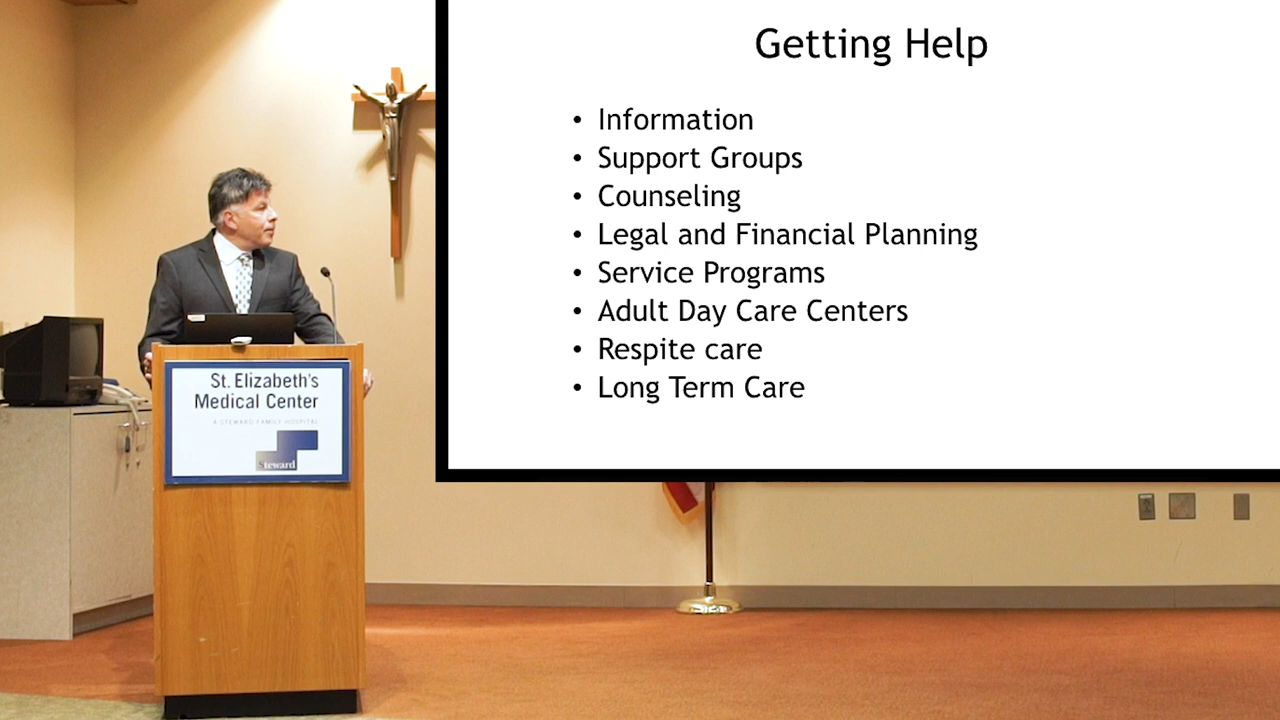 Getting Help
• Information
• Support Groups
• Counseling
• Legal and Financial Planning
• Service Programs
• Adult Day Care Centers
• Respite care
• Long Term Care
St. Elizabeth's
Medical Center
A STEWARD FAMILY HOSPITAL
Steward